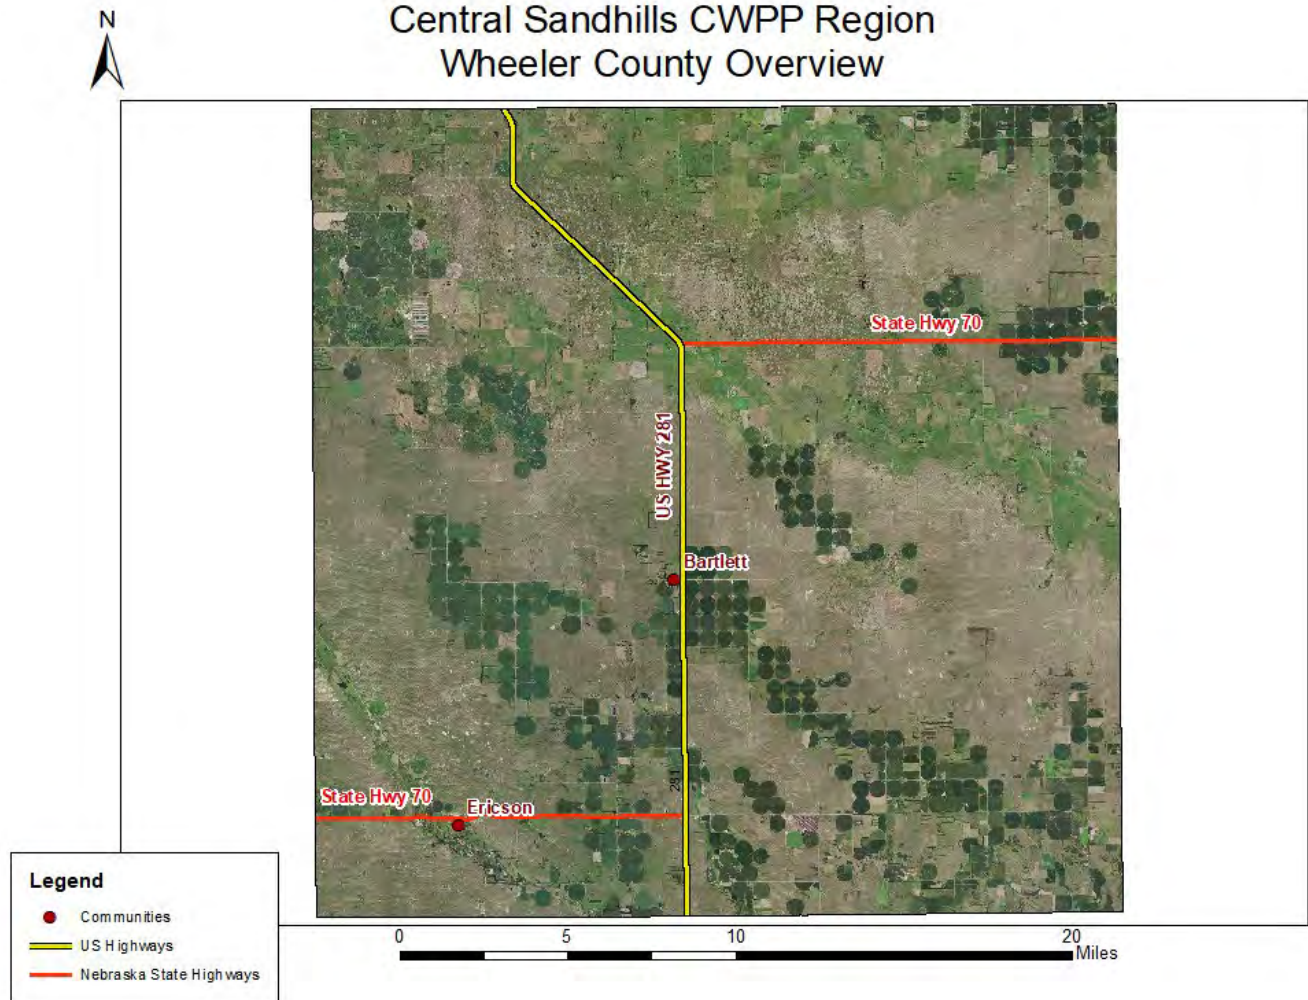 N
Central Sandhills CWPP Region
Wheeler County Overview
State Hwy 70
US HWY 281
Bartlett
281
State Hwy 70
Ericson
Legend
Communities
US Highways
Nebraska State Highways
0 5 10 20
Miles